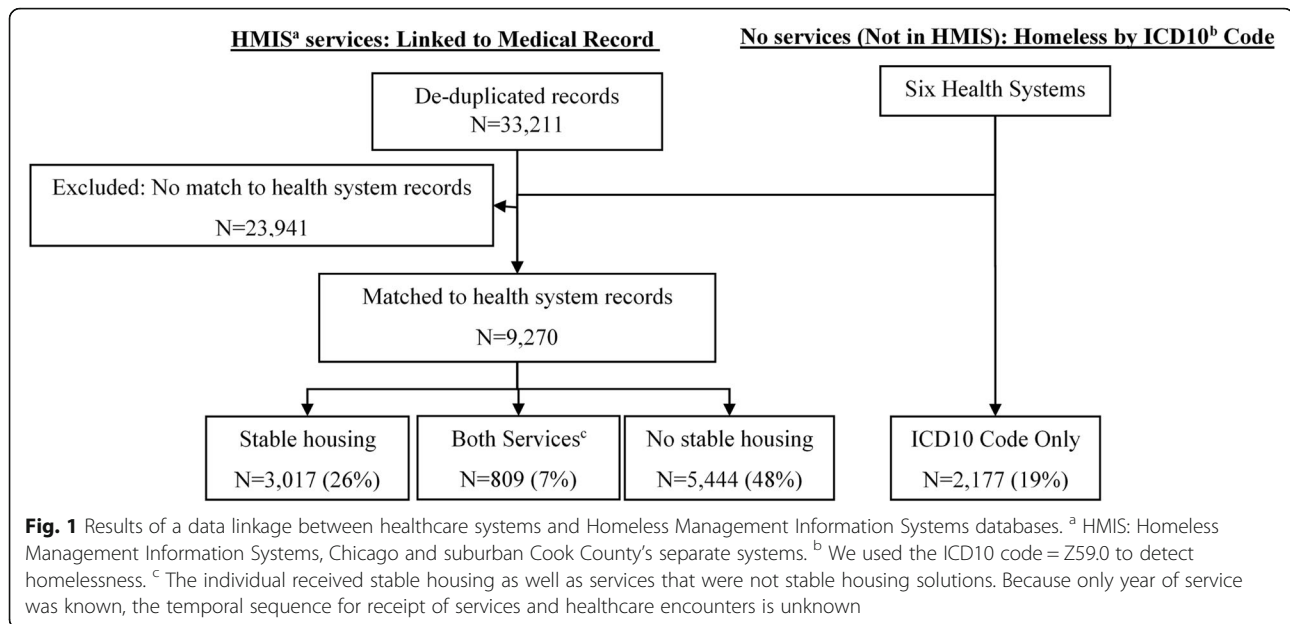 HMISᵃ services: Linked to Medical Record
No services (Not in HMIS): Homeless by ICD10ᵇ Code
De-duplicated records
N=33,211
Six Health Systems
Excluded: No match to health system records
N=23,941
Matched to health system records
N=9,270
Stable housing
N=3,017 (26%)
Both Servicesᶜ
N=809 (7%)
No stable housing
N=5,444 (48%)
ICD10 Code Only
N=2,177 (19%)
Fig. 1 Results of a data linkage between healthcare systems and Homeless Management Information Systems databases. ᵃ HMIS: Homeless
Management Information Systems, Chicago and suburban Cook County's separate systems. ᵇ We used the ICD10 code = Z59.0 to detect
homelessness. ᶜ The individual received stable housing as well as services that were not stable housing solutions. Because only year of service
was known, the temporal sequence for receipt of services and healthcare encounters is unknown